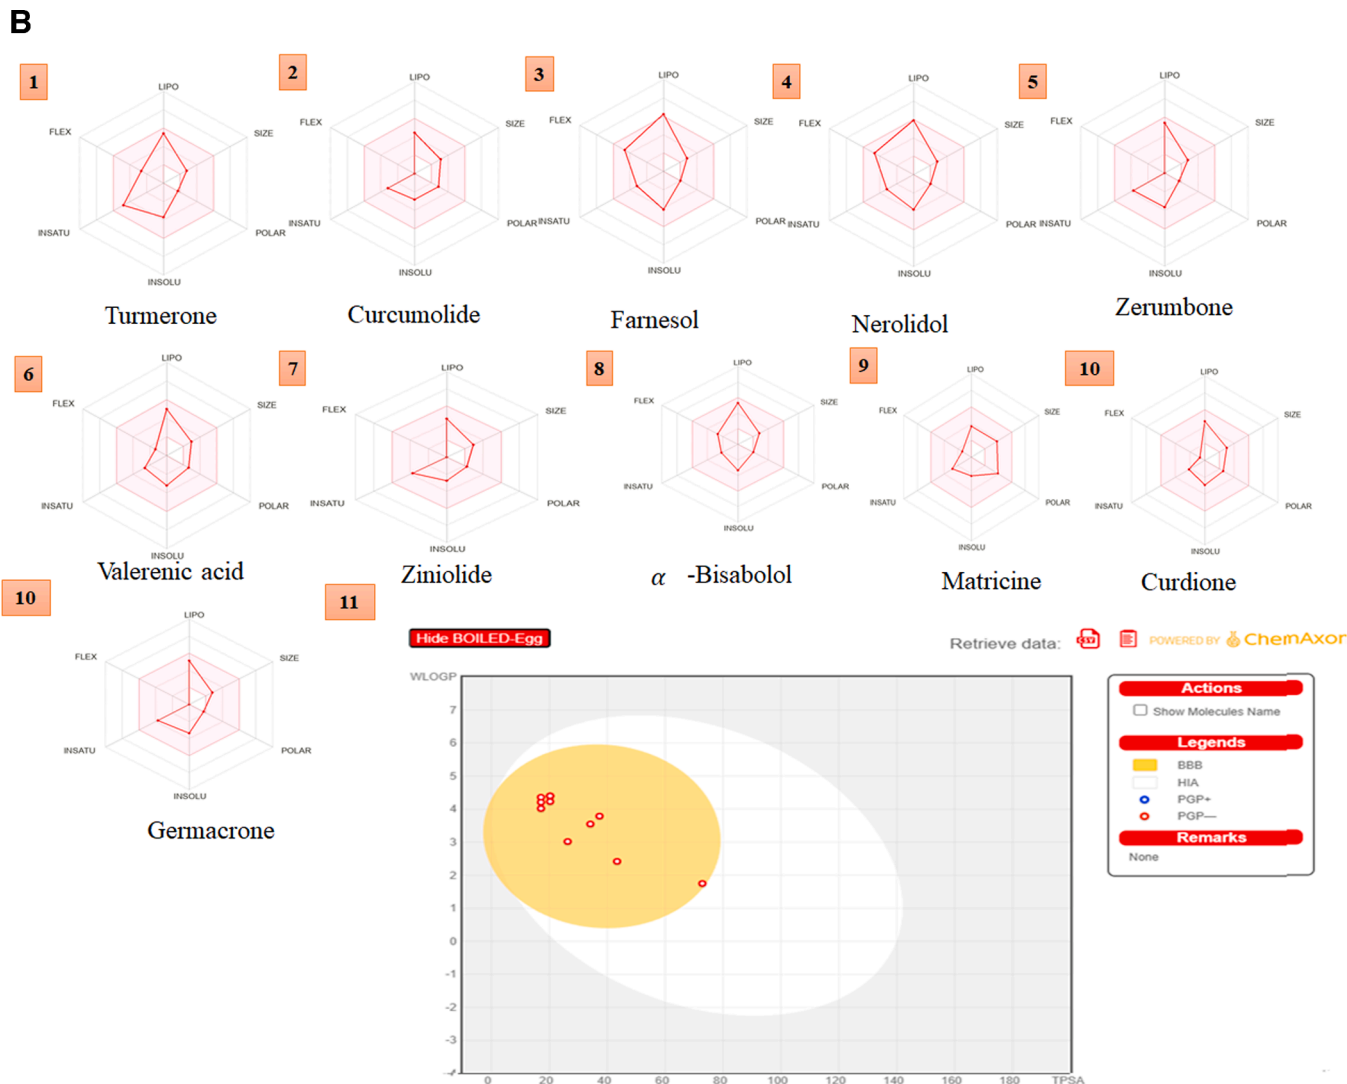 B
1
LIPO
FLEX
SIZE
INSATU
POLAR
INSOLU
Turmerone
2
LIPO
FLEX
SIZE
INSATU
POLAR
INSOLU
Curcumolide
3
LIPO
FLEX
SIZE
INSATU
POLAR
INSOLU
Farnesol
4
LIPO
FLEX
SIZE
INSATU
POLAR
INSOLU
Nerolidol
5
LIPO
FLEX
SIZE
INSATU
POLAR
INSOLU
Zerumbone
6
LIPO
FLEX
SIZE
INSATU
POLAR
INSOLU
Valerenic acid
7
LIPO
FLEX
SIZE
INSATU
POLAR
INSOLU
Ziniolide
8
LIPO
FLEX
SIZE
INSATU
POLAR
INSOLU
α -Bisabolol
9
LIPO
FLEX
SIZE
INSATU
POLAR
INSOLU
Matricine
10
LIPO
FLEX
SIZE
INSATU
POLAR
INSOLU
Curdione
10
LIPO
FLEX
SIZE
INSATU
POLAR
INSOLU
Germacrone
11
Hide BOILED-Egg
Retrieve data: CSV POWERED BY ChemAxon
WLOGP
7
6
5
4
3
2
1
0
-1
-2
-3
0 20 40 60 80 100 120 140 160 180 TPSA
Actions
Show Molecules Name
Legends
BBB
HIA
PGP+
PGP—
Remarks
None